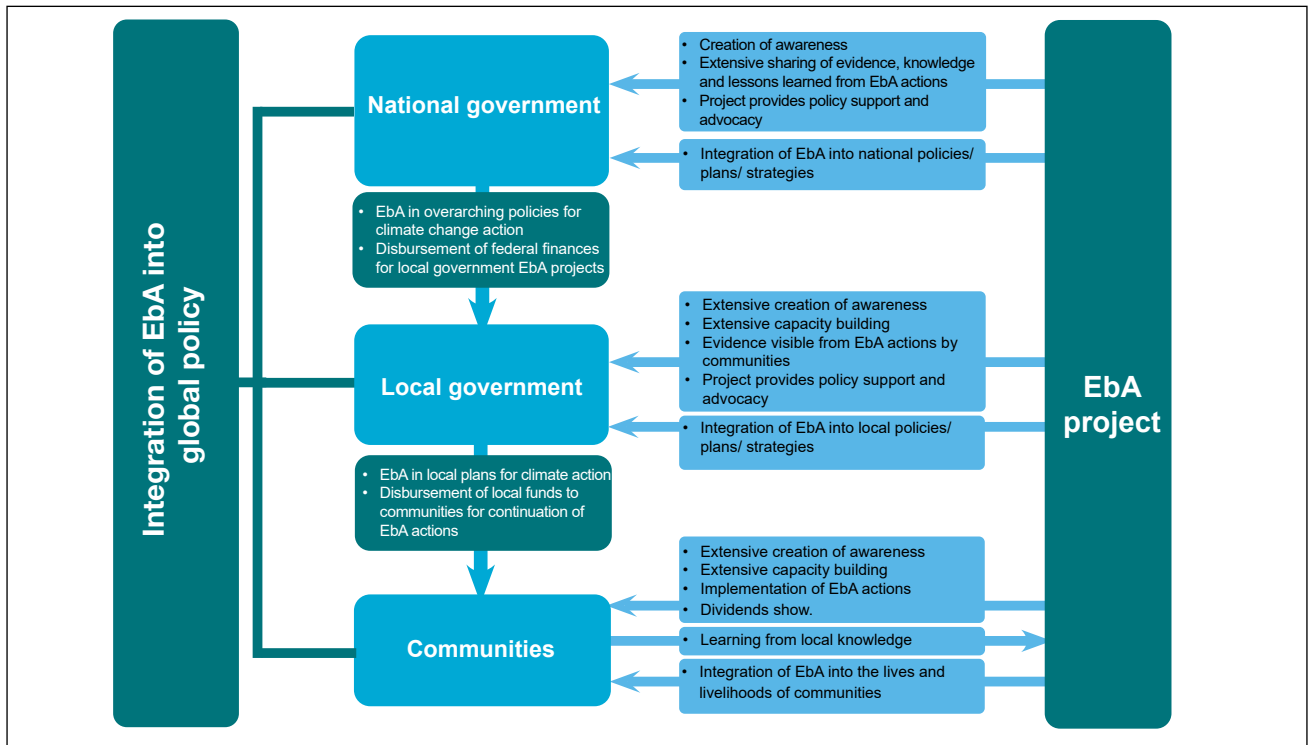 Integration of EbA into
global policy
National government
• Creation of awareness
• Extensive sharing of evidence, knowledge
and lessons learned from EbA actions
• Project provides policy support and
advocacy
• Integration of EbA into national policies/
plans/ strategies
• EbA in overarching policies for
climate change action
• Disbursement of federal finances
for local government EbA projects
Local government
• Extensive creation of awareness
• Extensive capacity building
• Evidence visible from EbA actions by
communities
• Project provides policy support and
advocacy
• Integration of EbA into local policies/
plans/ strategies
• EbA in local plans for climate action
• Disbursement of local funds to
communities for continuation of
EbA actions
Communities
• Extensive creation of awareness
• Extensive capacity building
• Implementation of EbA actions
• Dividends show.
• Learning from local knowledge
• Integration of EbA into the lives and
livelihoods of communities
EbA
project